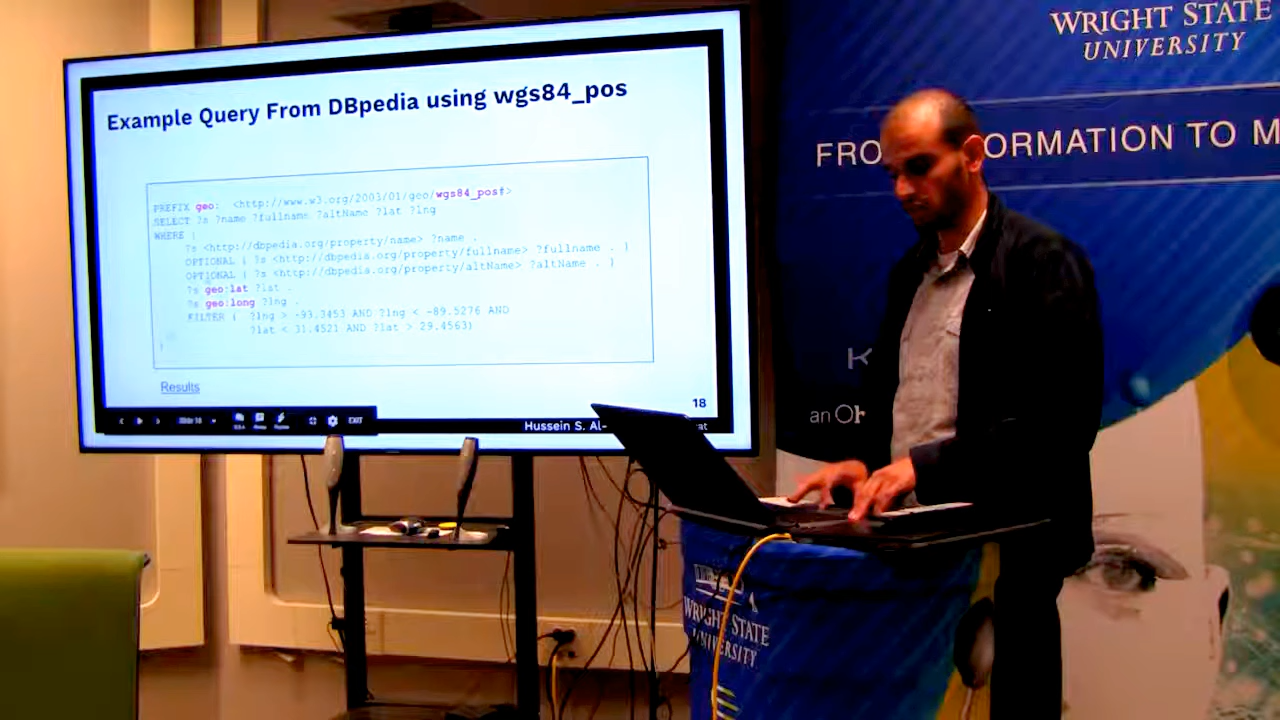 Example Query From DBpedia using wgs84_pos
PREFIX geo: <http://www.w3.org/2003/01/geo/wgs84_pos#>
SELECT ?s ?name ?fullname ?altName ?lat ?lng
WHERE {
?s <http://dbpedia.org/property/name> ?name .
OPTIONAL { ?s <http://dbpedia.org/property/fullname> ?fullname . }
OPTIONAL { ?s <http://dbpedia.org/property/altName> ?altName . }
?s geo:lat ?lat .
?s geo:long ?lng .
FILTER ( ?lng > -93.3453 AND ?lng < -89.5276 AND
?lat < 31.4521 AND ?lat > 29.4563)
}
Results
18
EXIT
Hussein S. Al-
WRIGHT STATE
UNIVERSITY
FRO ORMATION TO M
K
an Oh
WRIGHT STATE
UNIVERSITY